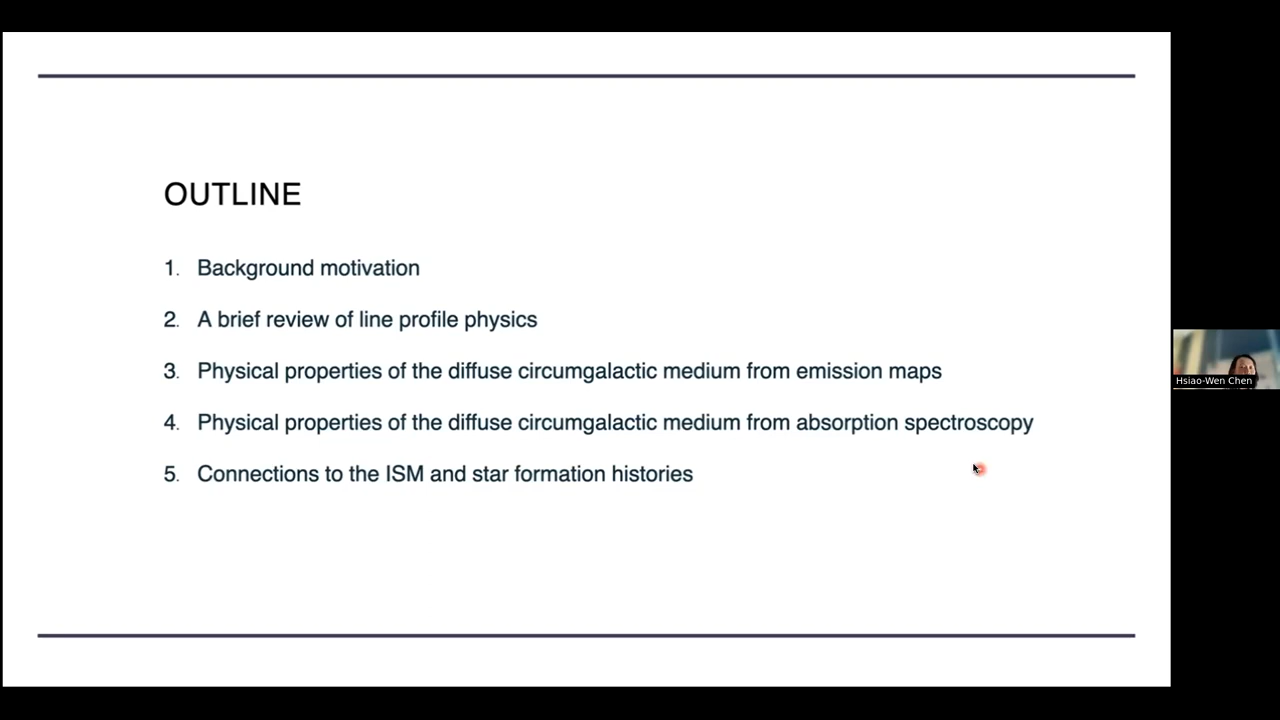 OUTLINE
1. Background motivation
2. A brief review of line profile physics
3. Physical properties of the diffuse circumgalactic medium from emission maps
4. Physical properties of the diffuse circumgalactic medium from absorption spectroscopy
5. Connections to the ISM and star formation histories
Hsiao-Wen Chen